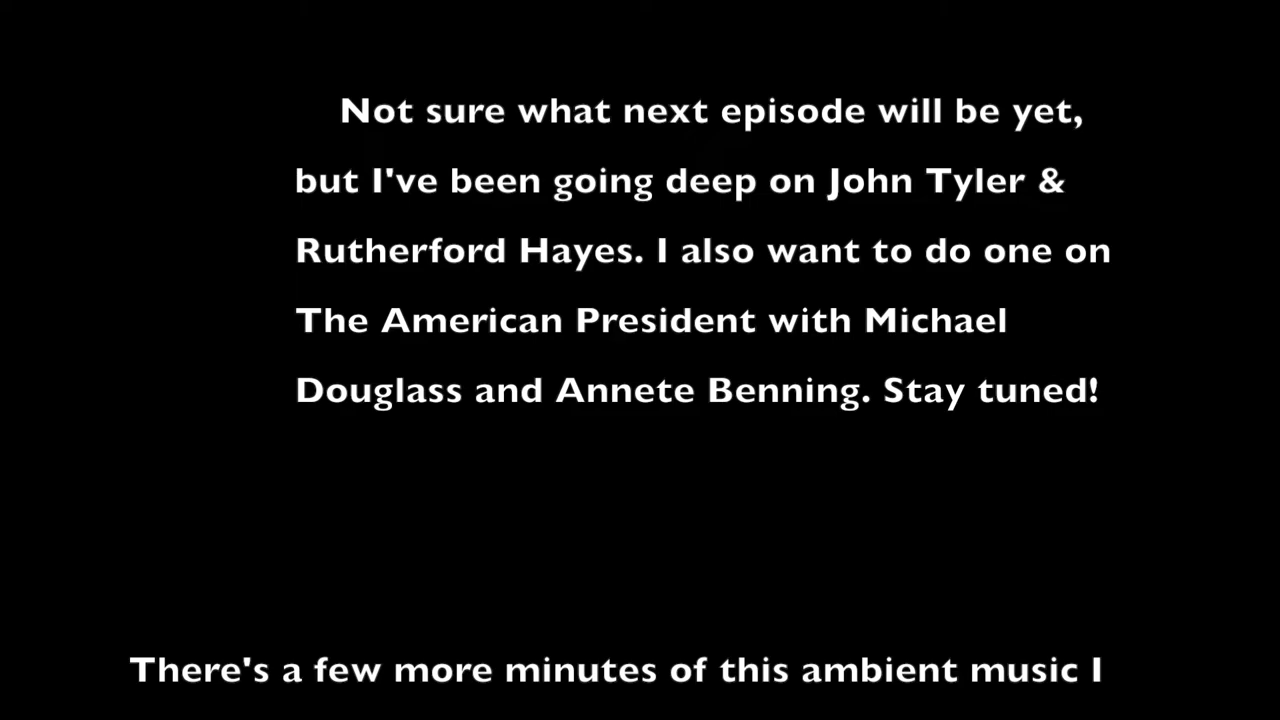 Not sure what next episode will be yet,
but I've been going deep on John Tyler &
Rutherford Hayes. I also want to do one on
The American President with Michael
Douglass and Annete Benning. Stay tuned!
There's a few more minutes of this ambient music I